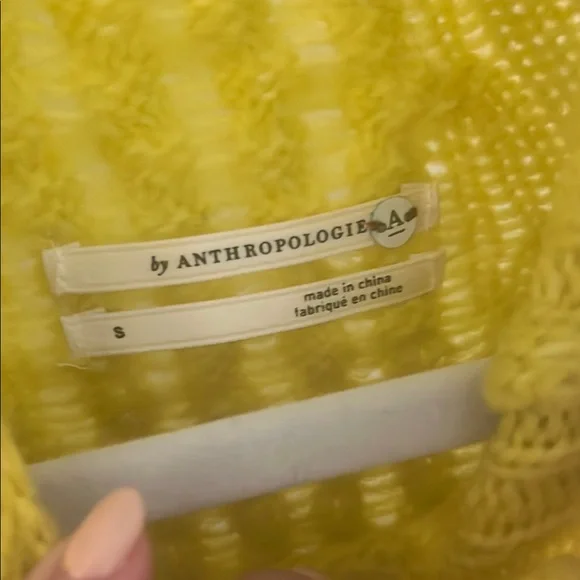 by ANTHROPOLOGIE A
S
made in china
fabriqué en chine